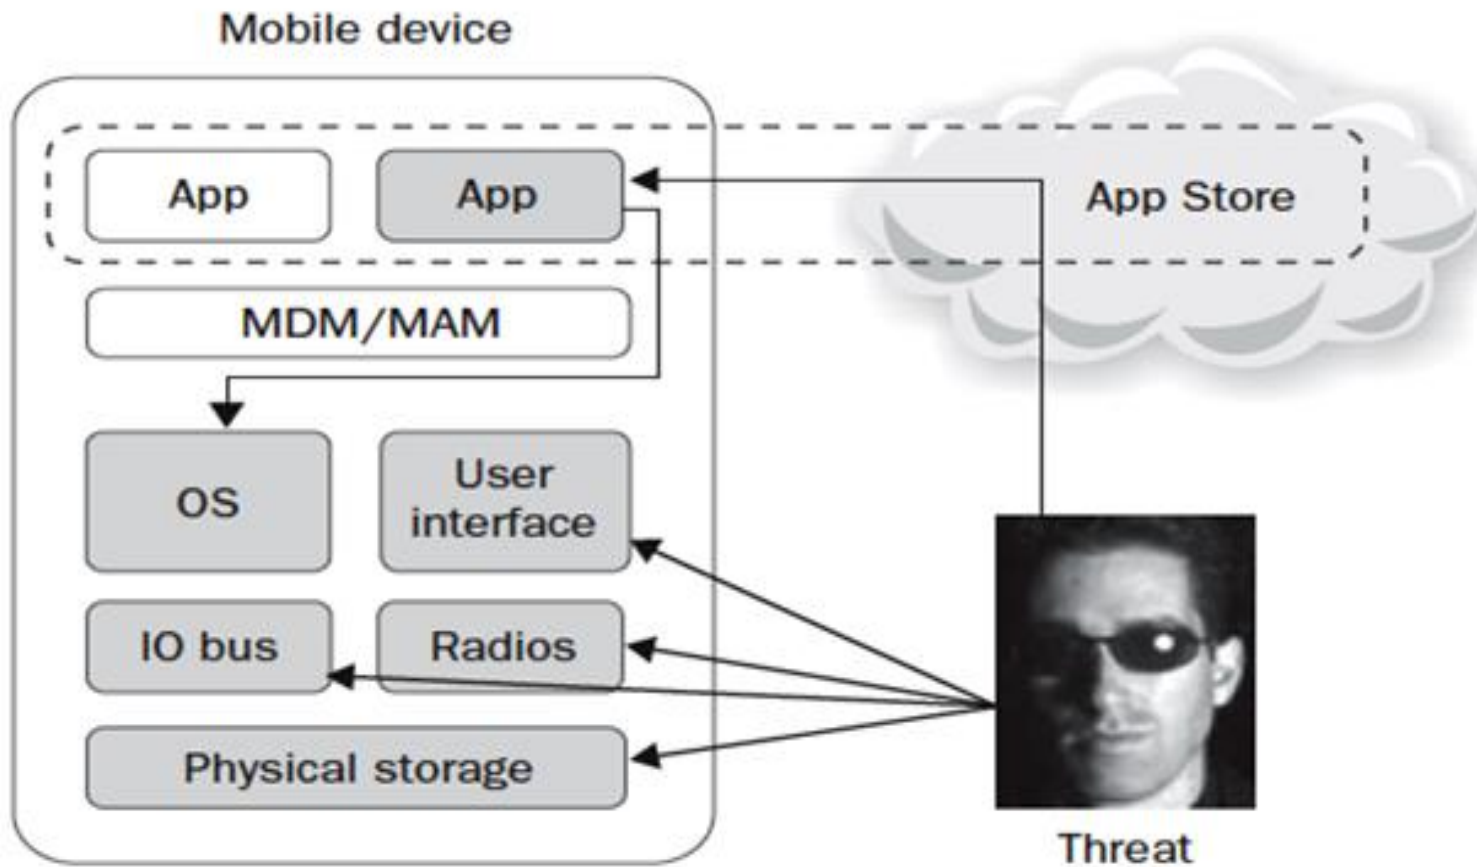 Mobile device
App
App
App Store
MDM/MAM
OS
User
interface
IO bus
Radios
Physical storage
Threat